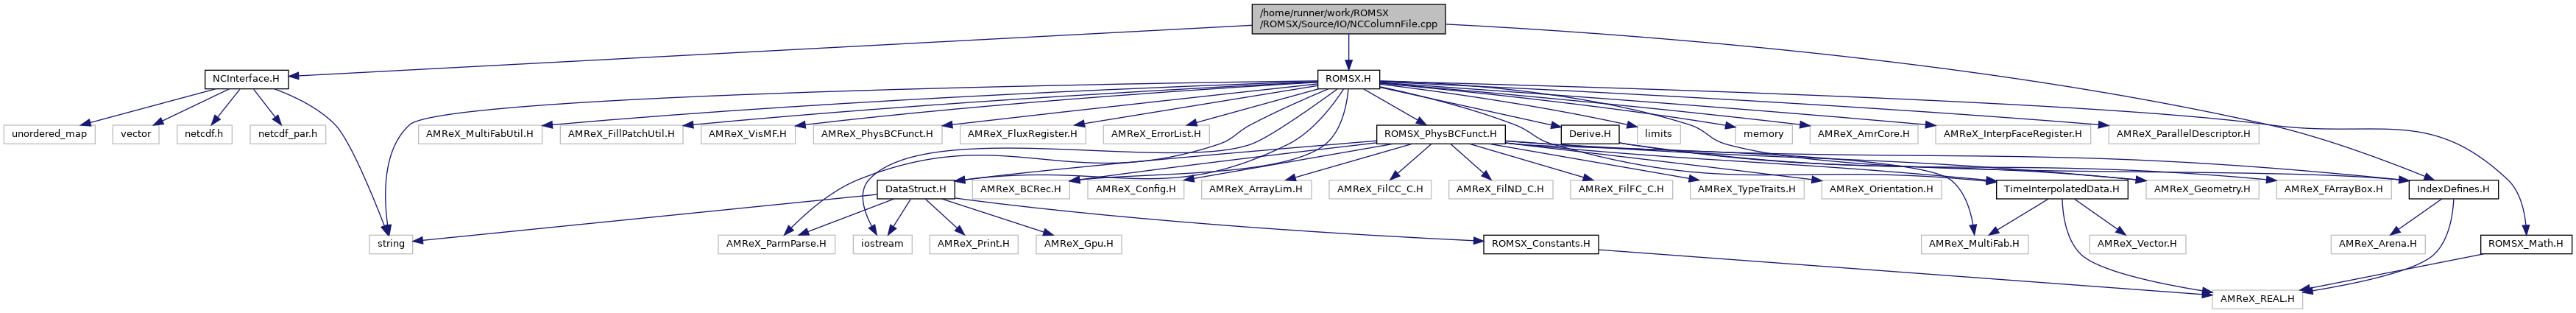 /home/runner/work/ROMSX
/ROMSX/Source/IO/NCColumnFile.cpp
NCInterface.H
ROMSX.H
unordered_map
vector
netcdf.h
netcdf_par.h
AMReX_MultiFabUtil.H
AMReX_FillPatchUtil.H
AMReX_VisMF.H
AMReX_PhysBCFunct.H
AMReX_FluxRegister.H
AMReX_ErrorList.H
ROMSX_PhysBCFunct.H
Derive.H
limits
memory
AMReX_AmrCore.H
AMReX_InterpFaceRegister.H
AMReX_ParallelDescriptor.H
DataStruct.H
AMReX_BCRec.H
AMReX_Config.H
AMReX_ArrayLim.H
AMReX_FilCC_C.H
AMReX_FilND_C.H
AMReX_FilFC_C.H
AMReX_TypeTraits.H
AMReX_Orientation.H
TimeInterpolatedData.H
AMReX_Geometry.H
AMReX_FArrayBox.H
IndexDefines.H
string
AMReX_ParmParse.H
iostream
AMReX_Print.H
AMReX_Gpu.H
ROMSX_Constants.H
AMReX_MultiFab.H
AMReX_Vector.H
AMReX_Arena.H
ROMSX_Math.H
AMReX_REAL.H